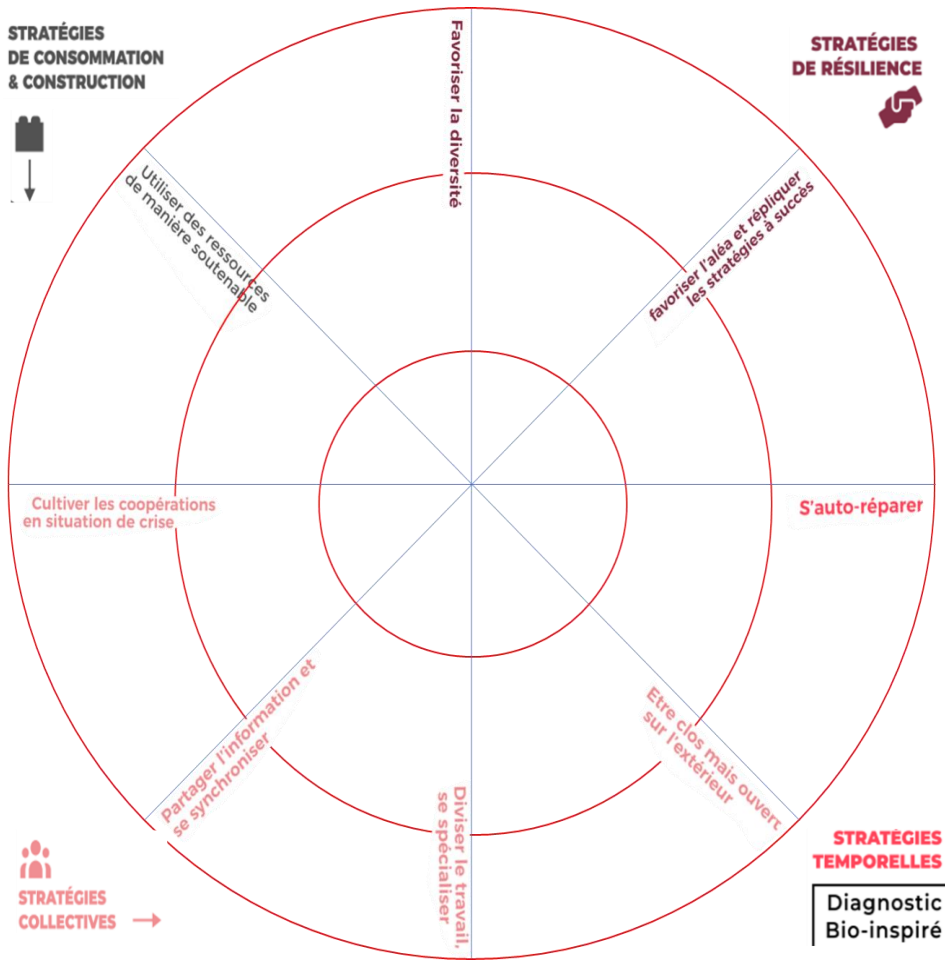 STRATÉGIES
DE CONSOMMATION
& CONSTRUCTION
Favoriser la diversité
STRATÉGIES
DE RÉSILIENCE
Utiliser des ressources
de manière soutenable
favoriser l'aléa et répliquer
les stratégies à succès
Cultiver les coopérations
en situation de crise
S'auto-réparer
Partager l'information et
se synchroniser
Diviser le travail,
se spécialiser
Etre clos mais ouvert
sur l'extérieur
STRATÉGIES
COLLECTIVES
STRATÉGIES
TEMPORELLES
Diagnostic
Bio-inspiré